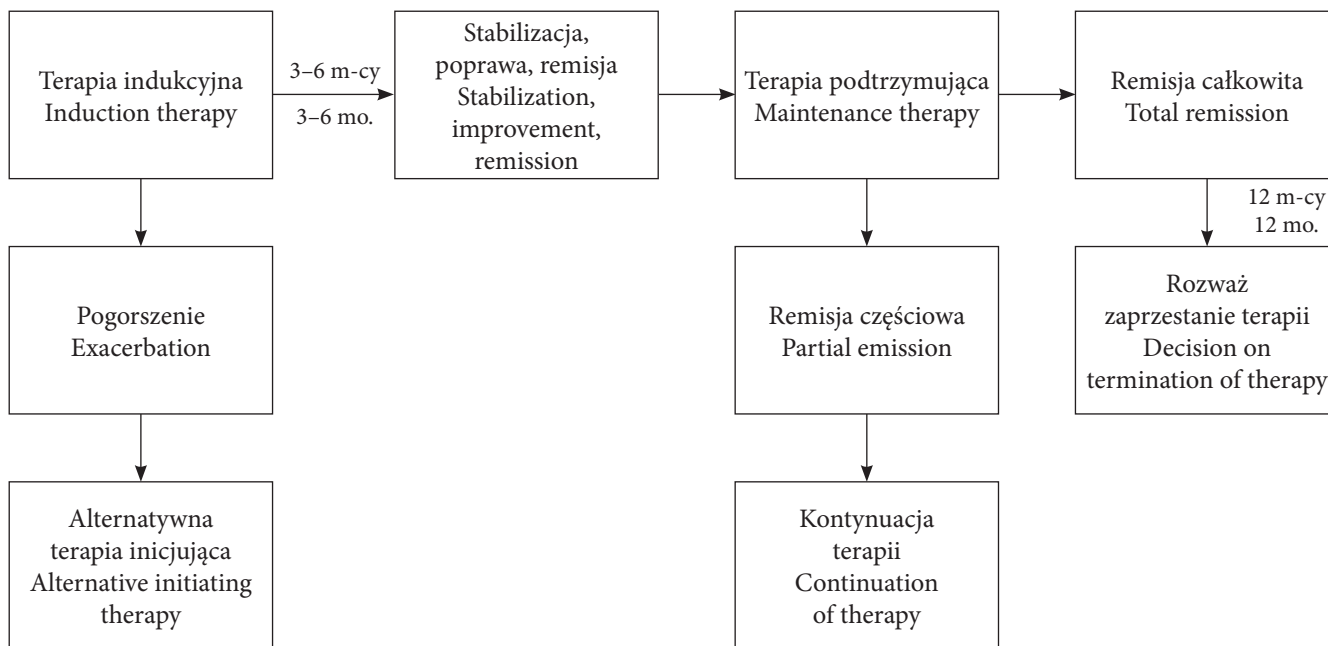 Terapia indukcyjna
Induction therapy
3–6 m-cy
3–6 mo.
Stabilizacja,
poprawa, remisja
Stabilization,
improvement,
remission
Terapia podtrzymująca
Maintenance therapy
Remisja całkowita
Total remission
12 m-cy
12 mo.
Pogorszenie
Exacerbation
Remisja częściowa
Partial emission
Rozważ
zaprzestanie terapii
Decision on
termination of therapy
Alternatywna
terapia inicjująca
Alternative initiating
therapy
Kontynuacja
terapii
Continuation
of therapy